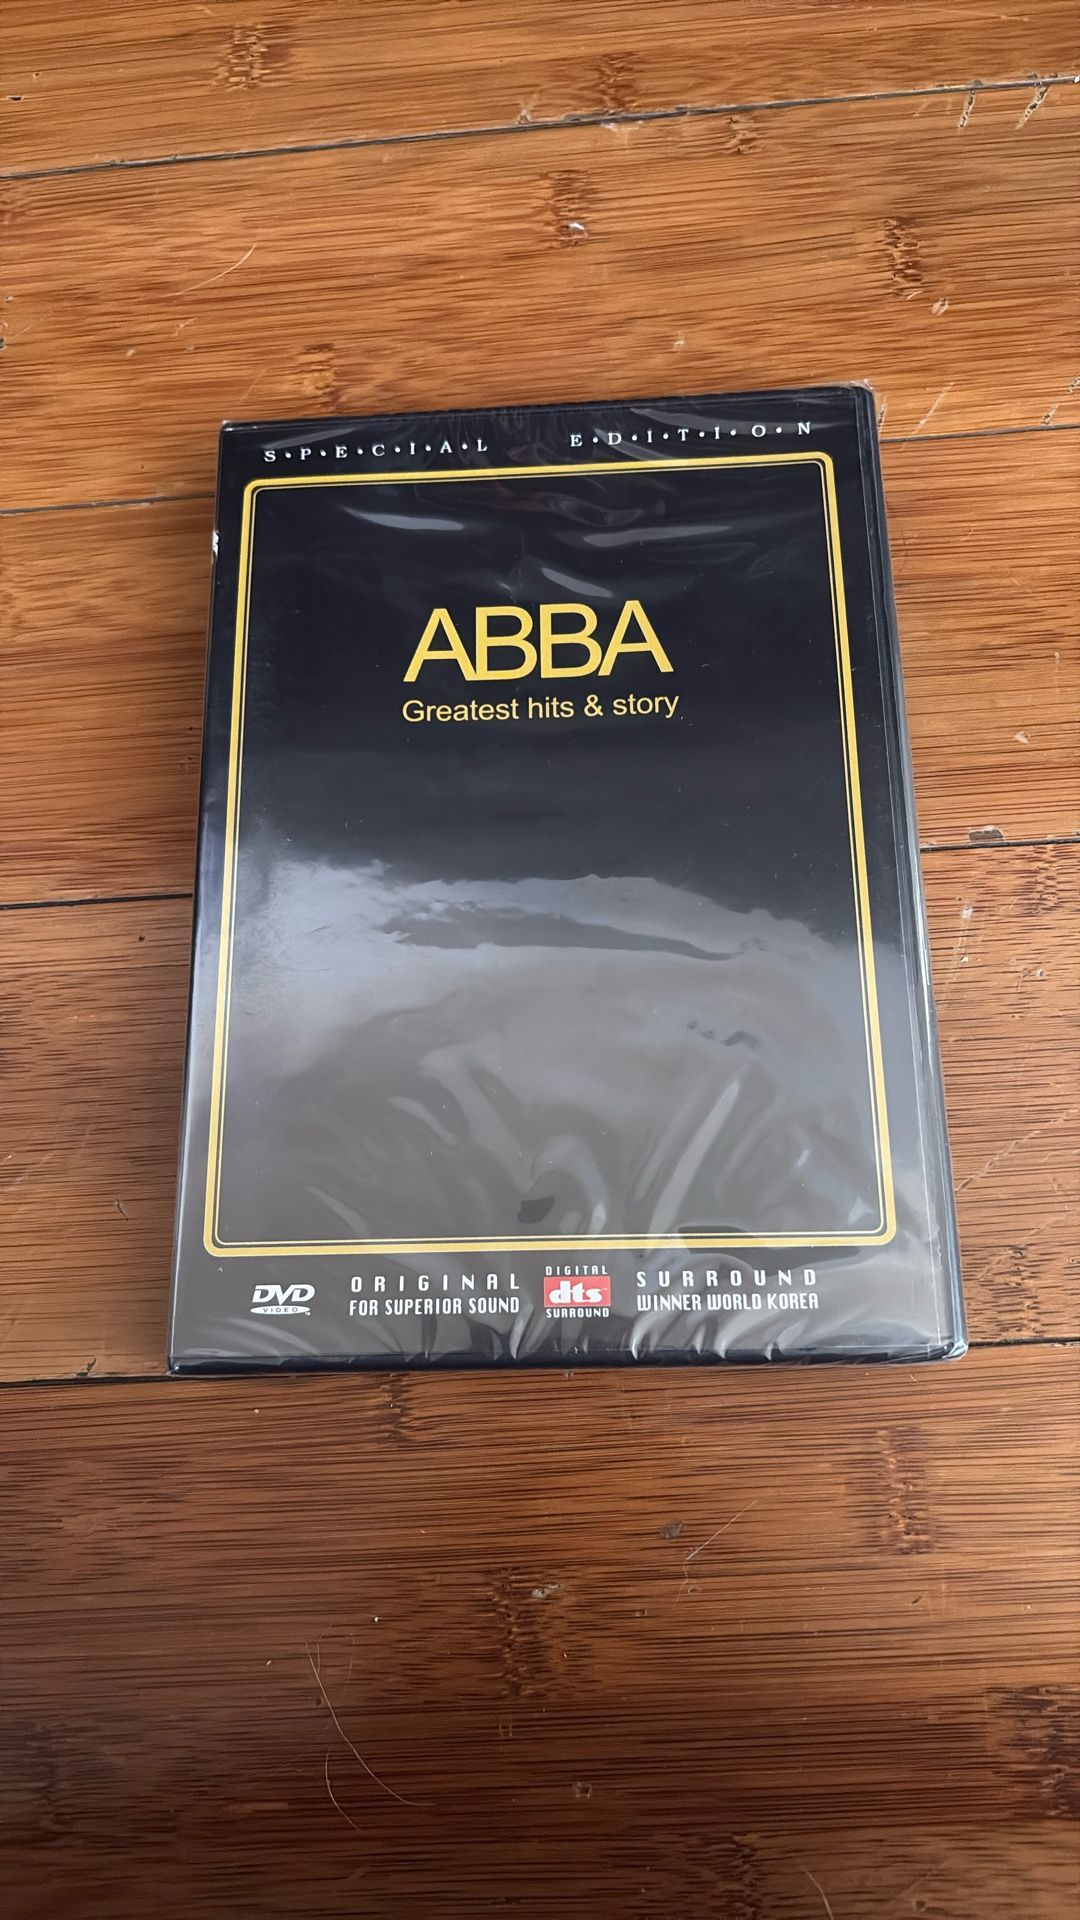 S•P•E•C•I•A•L E•D•I•T•I•O•N
ABBA
Greatest hits & story
DVD
VIDEO
ORIGINAL
FOR SUPERIOR SOUND
DIGITAL
dts
SURROUND
SURROUND
WINNER WORLD KOREA